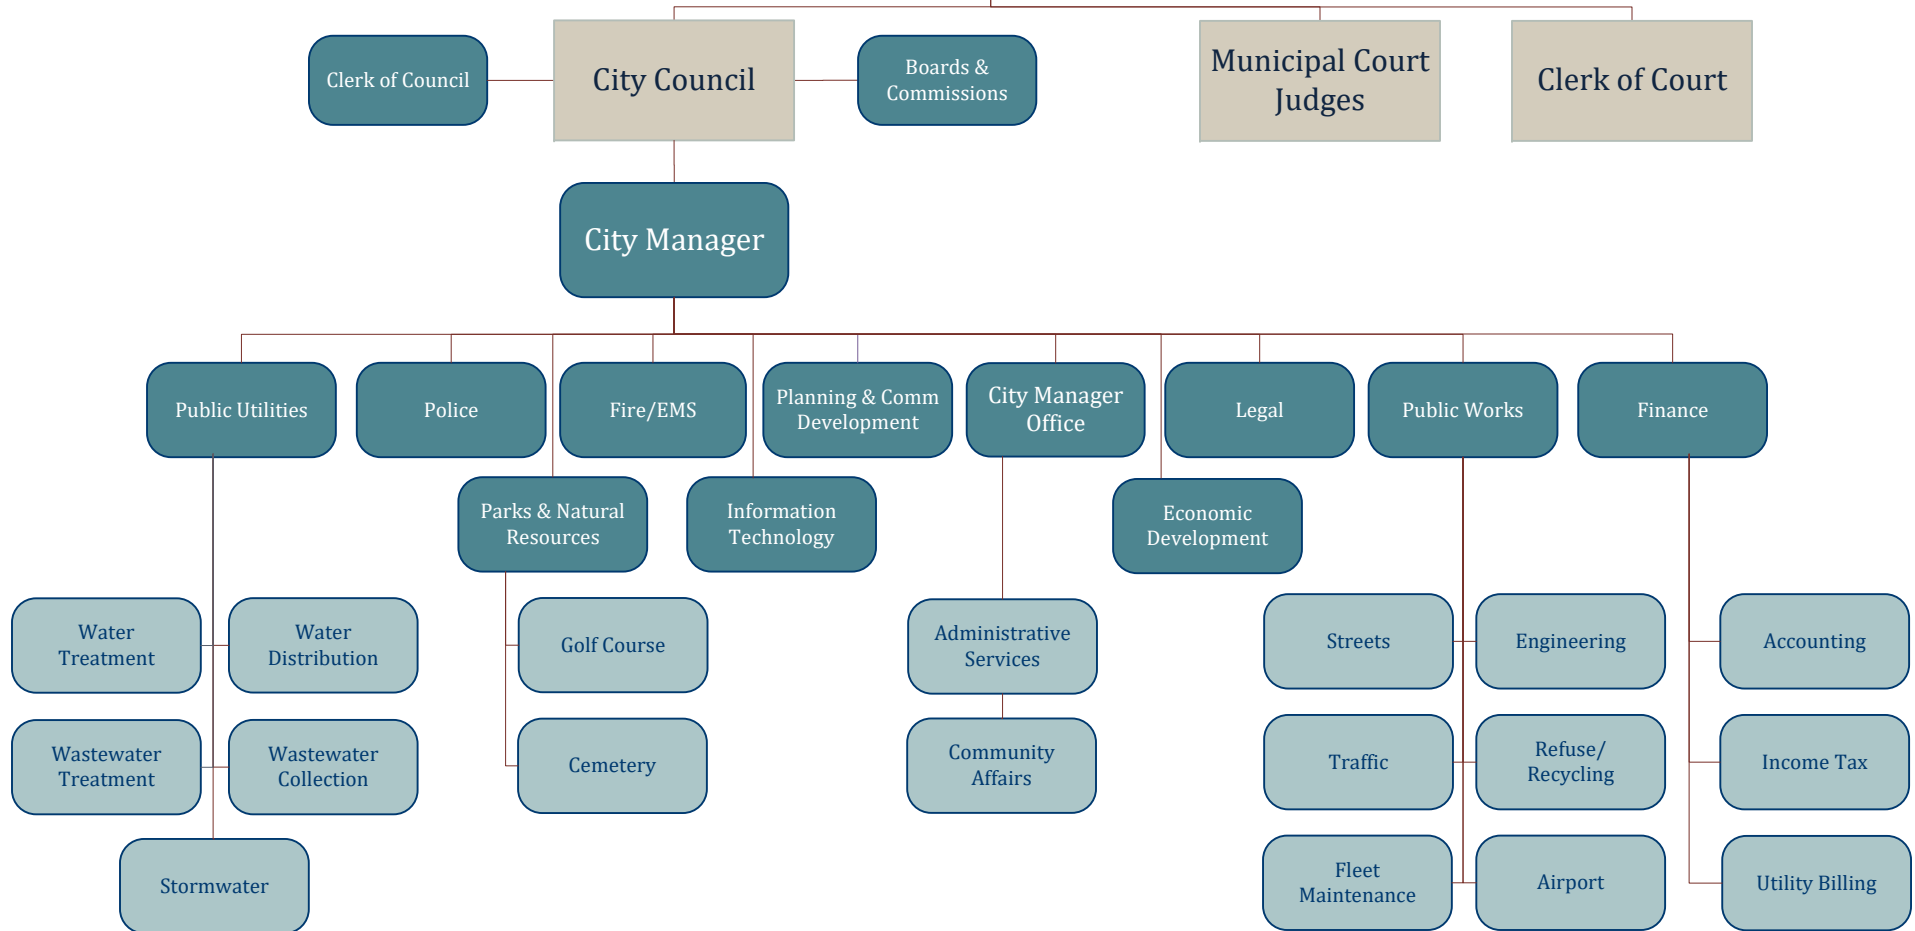 Clerk of Council
City Council
Boards &
Commissions
Municipal Court
Judges
Clerk of Court
City Manager
Public Utilities
Police
Fire/EMS
Planning & Comm
Development
City Manager
Office
Legal
Public Works
Finance
Parks & Natural
Resources
Information
Technology
Economic
Development
Water
Treatment
Water
Distribution
Golf Course
Administrative
Services
Streets
Engineering
Accounting
Wastewater
Treatment
Wastewater
Collection
Cemetery
Community
Affairs
Traffic
Refuse/
Recycling
Income Tax
Stormwater
Fleet
Maintenance
Airport
Utility Billing